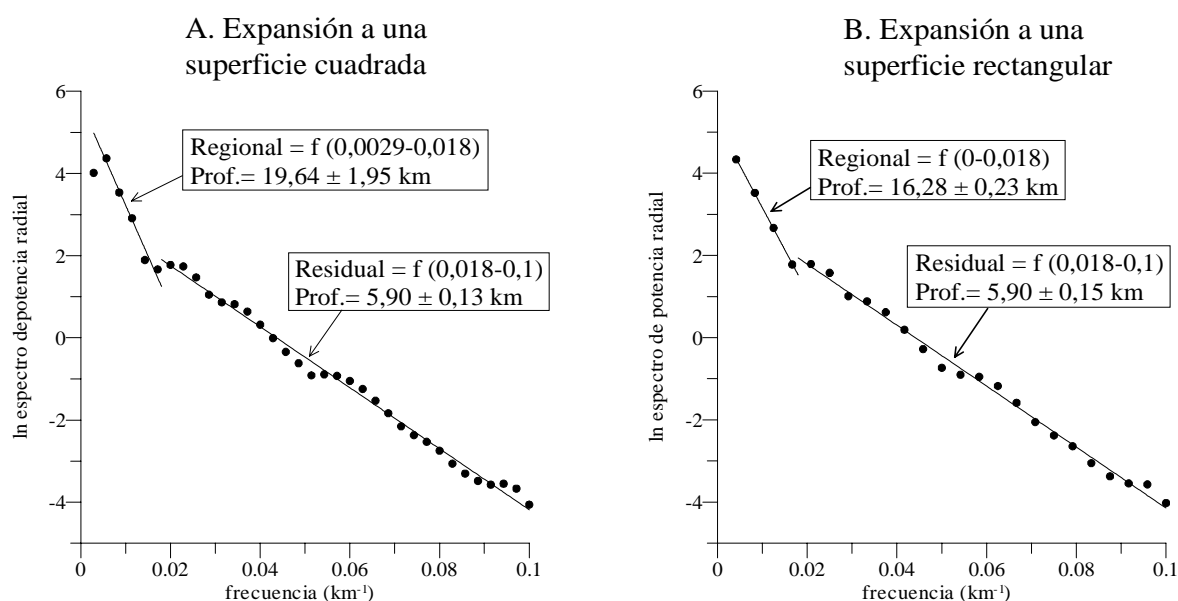 A. Expansión a una
superficie cuadrada
6
4
2
0
-2
-4
ln espectro depotencia radial
Regional = f (0,0029-0,018)
Prof.= 19,64 ± 1,95 km
Residual = f (0,018-0,1)
Prof.= 5,90 ± 0,13 km
0
0.02
0.04
0.06
0.08
0.1
frecuencia (km⁻¹)
B. Expansión a una
superficie rectangular
6
4
2
0
-2
-4
ln espectro de potencia radial
Regional = f (0-0,018)
Prof.= 16,28 ± 0,23 km
Residual = f (0,018-0,1)
Prof.= 5,90 ± 0,15 km
0
0.02
0.04
0.06
0.08
0.1
frecuencia (km⁻¹)